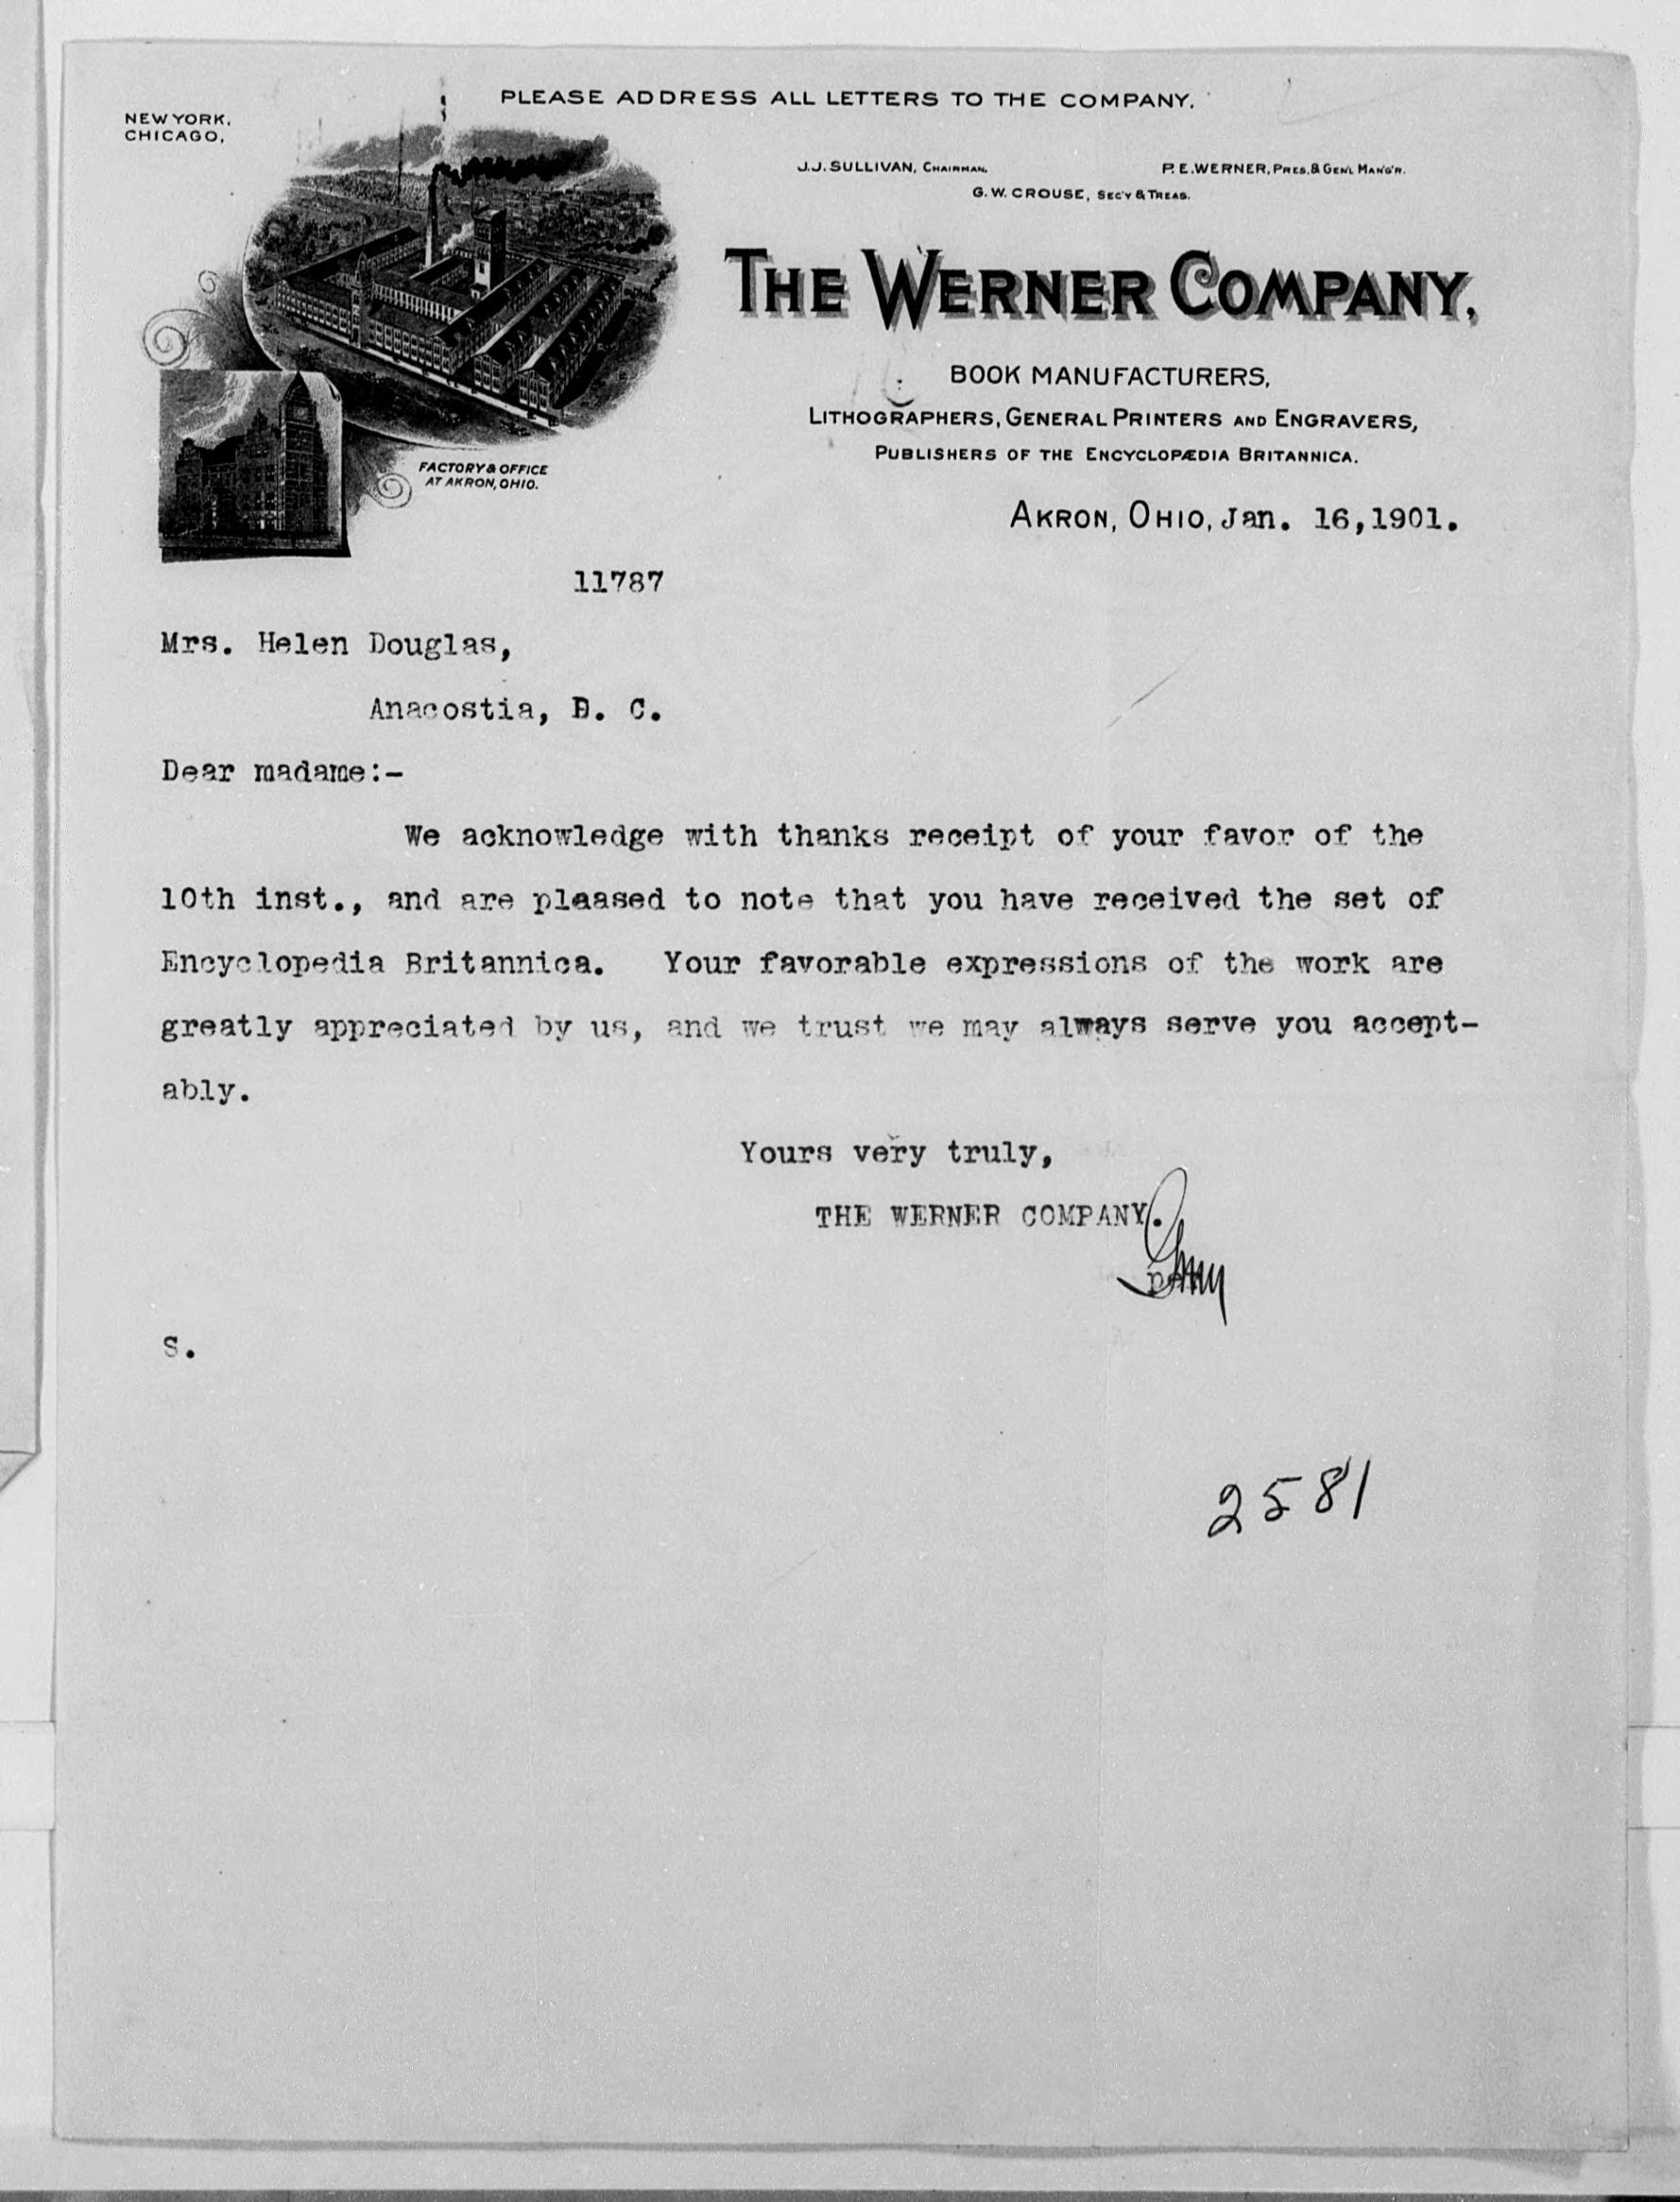 PLEASE ADDRESS ALL LETTERS TO THE COMPANY.
NEW YORK,
CHICAGO,
J.J. SULLIVAN, CHAIRMAN. P.E. WERNER, PRES. & GEN'L MAN'G'R.
G. W. CROUSE, SEC'Y & TREAS.
THE WERNER COMPANY,
BOOK MANUFACTURERS,
LITHOGRAPHERS, GENERAL PRINTERS AND ENGRAVERS,
PUBLISHERS OF THE ENCYCLOPÆDIA BRITANNICA.
FACTORY & OFFICE
AT AKRON, OHIO.
AKRON, OHIO, Jan. 16, 1901.
11787
Mrs. Helen Douglas,
Anacostia, D. C.
Dear madame:-
We acknowledge with thanks receipt of your favor of the
10th inst., and are plaased to note that you have received the set of
Encyclopedia Britannica. Your favorable expressions of the work are
greatly appreciated by us, and we trust we may always serve you accept-
ably.
Yours very truly,
THE WERNER COMPANY.
S.
2581